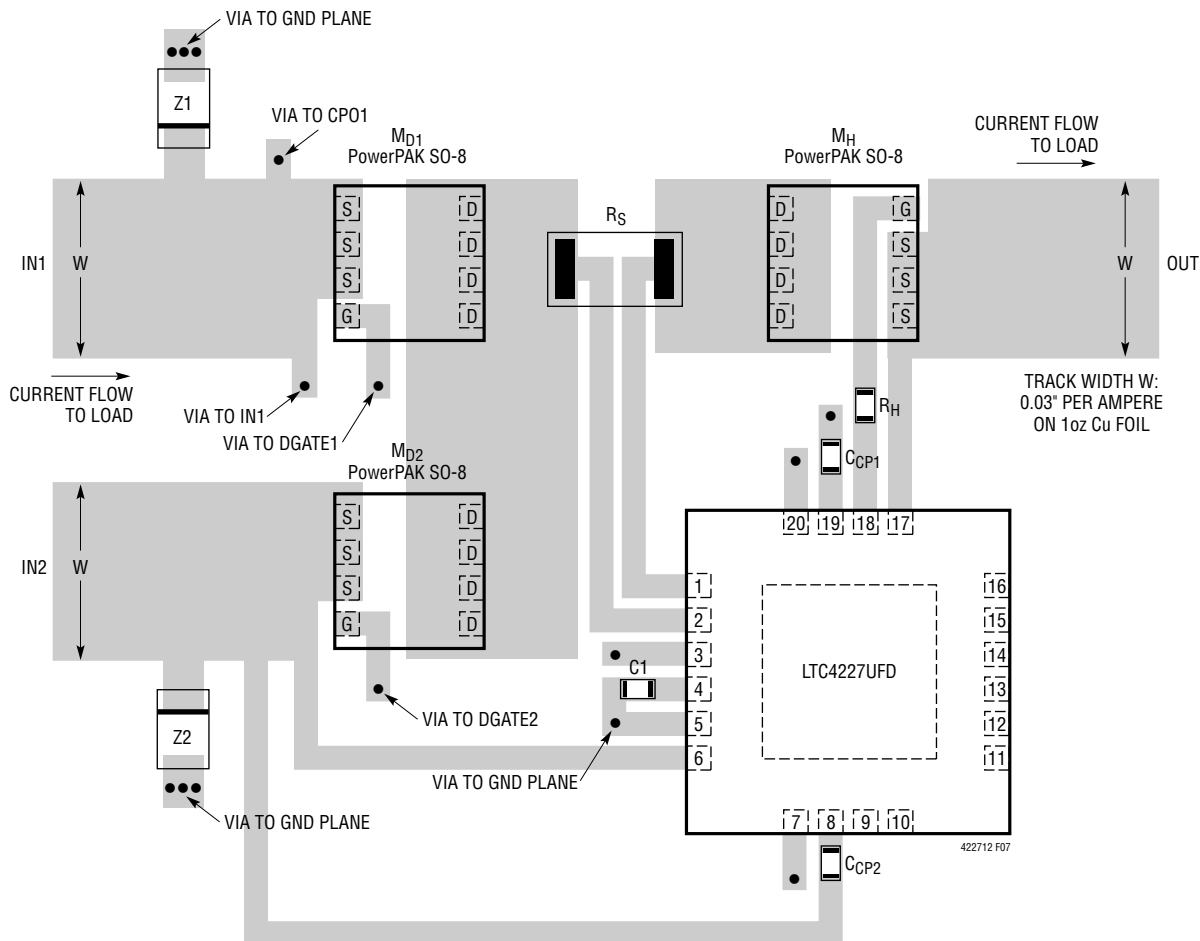 VIA TO GND PLANE
Z1
VIA TO CPO1
MD1
PowerPAK SO-8
MH
PowerPAK SO-8
CURRENT FLOW
TO LOAD
S
S
S
G
D
D
D
D
RS
D
D
D
D
G
S
S
S
IN1
W
W
OUT
CURRENT FLOW
TO LOAD
VIA TO IN1
VIA TO DGATE1
TRACK WIDTH W:
0.03" PER AMPERE
ON 1oz Cu FOIL
RH
CCP1
MD2
PowerPAK SO-8
S
S
S
G
D
D
D
D
IN2
W
20
19
18
17
1
2
3
4
5
6
16
15
14
13
12
11
LTC4227UFD
C1
VIA TO DGATE2
VIA TO GND PLANE
Z2
VIA TO GND PLANE
7
8
9
10
422712 F07
CCP2